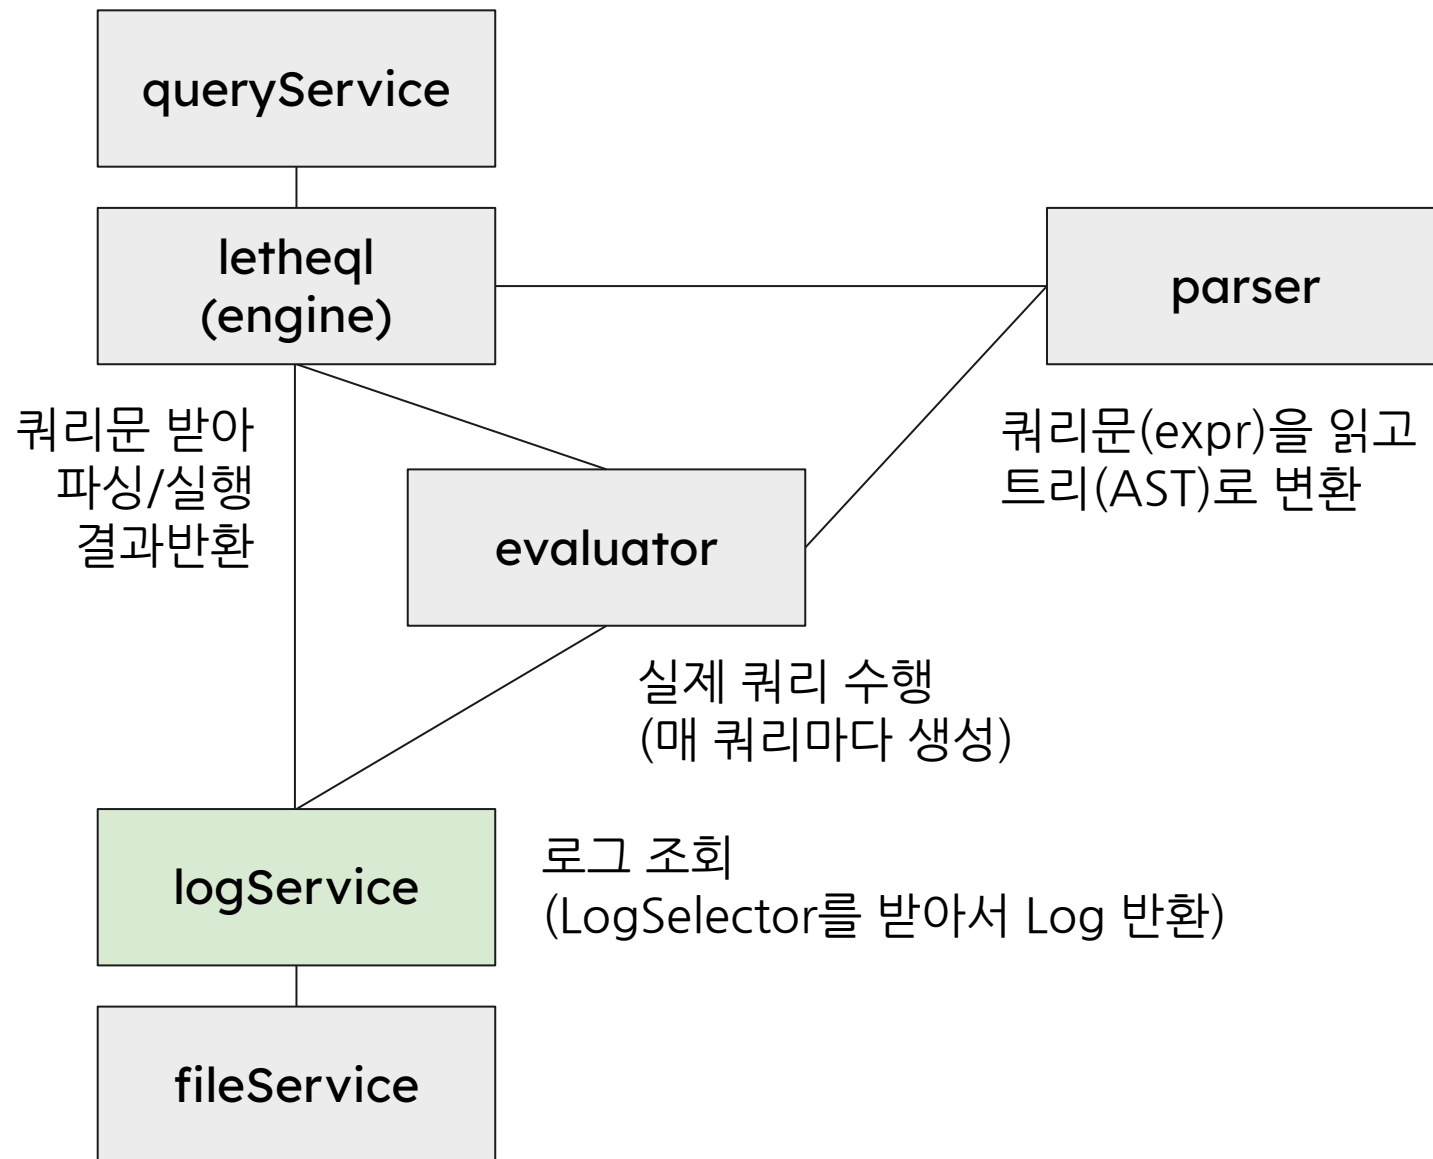 queryService
letheql
(engine)
parser
쿼리문 받아
파싱/실행
결과반환
쿼리문(expr)을 읽고
트리(AST)로 변환
evaluator
실제 쿼리 수행
(매 쿼리마다 생성)
logService
로그 조회
(LogSelector를 받아서 Log 반환)
fileService